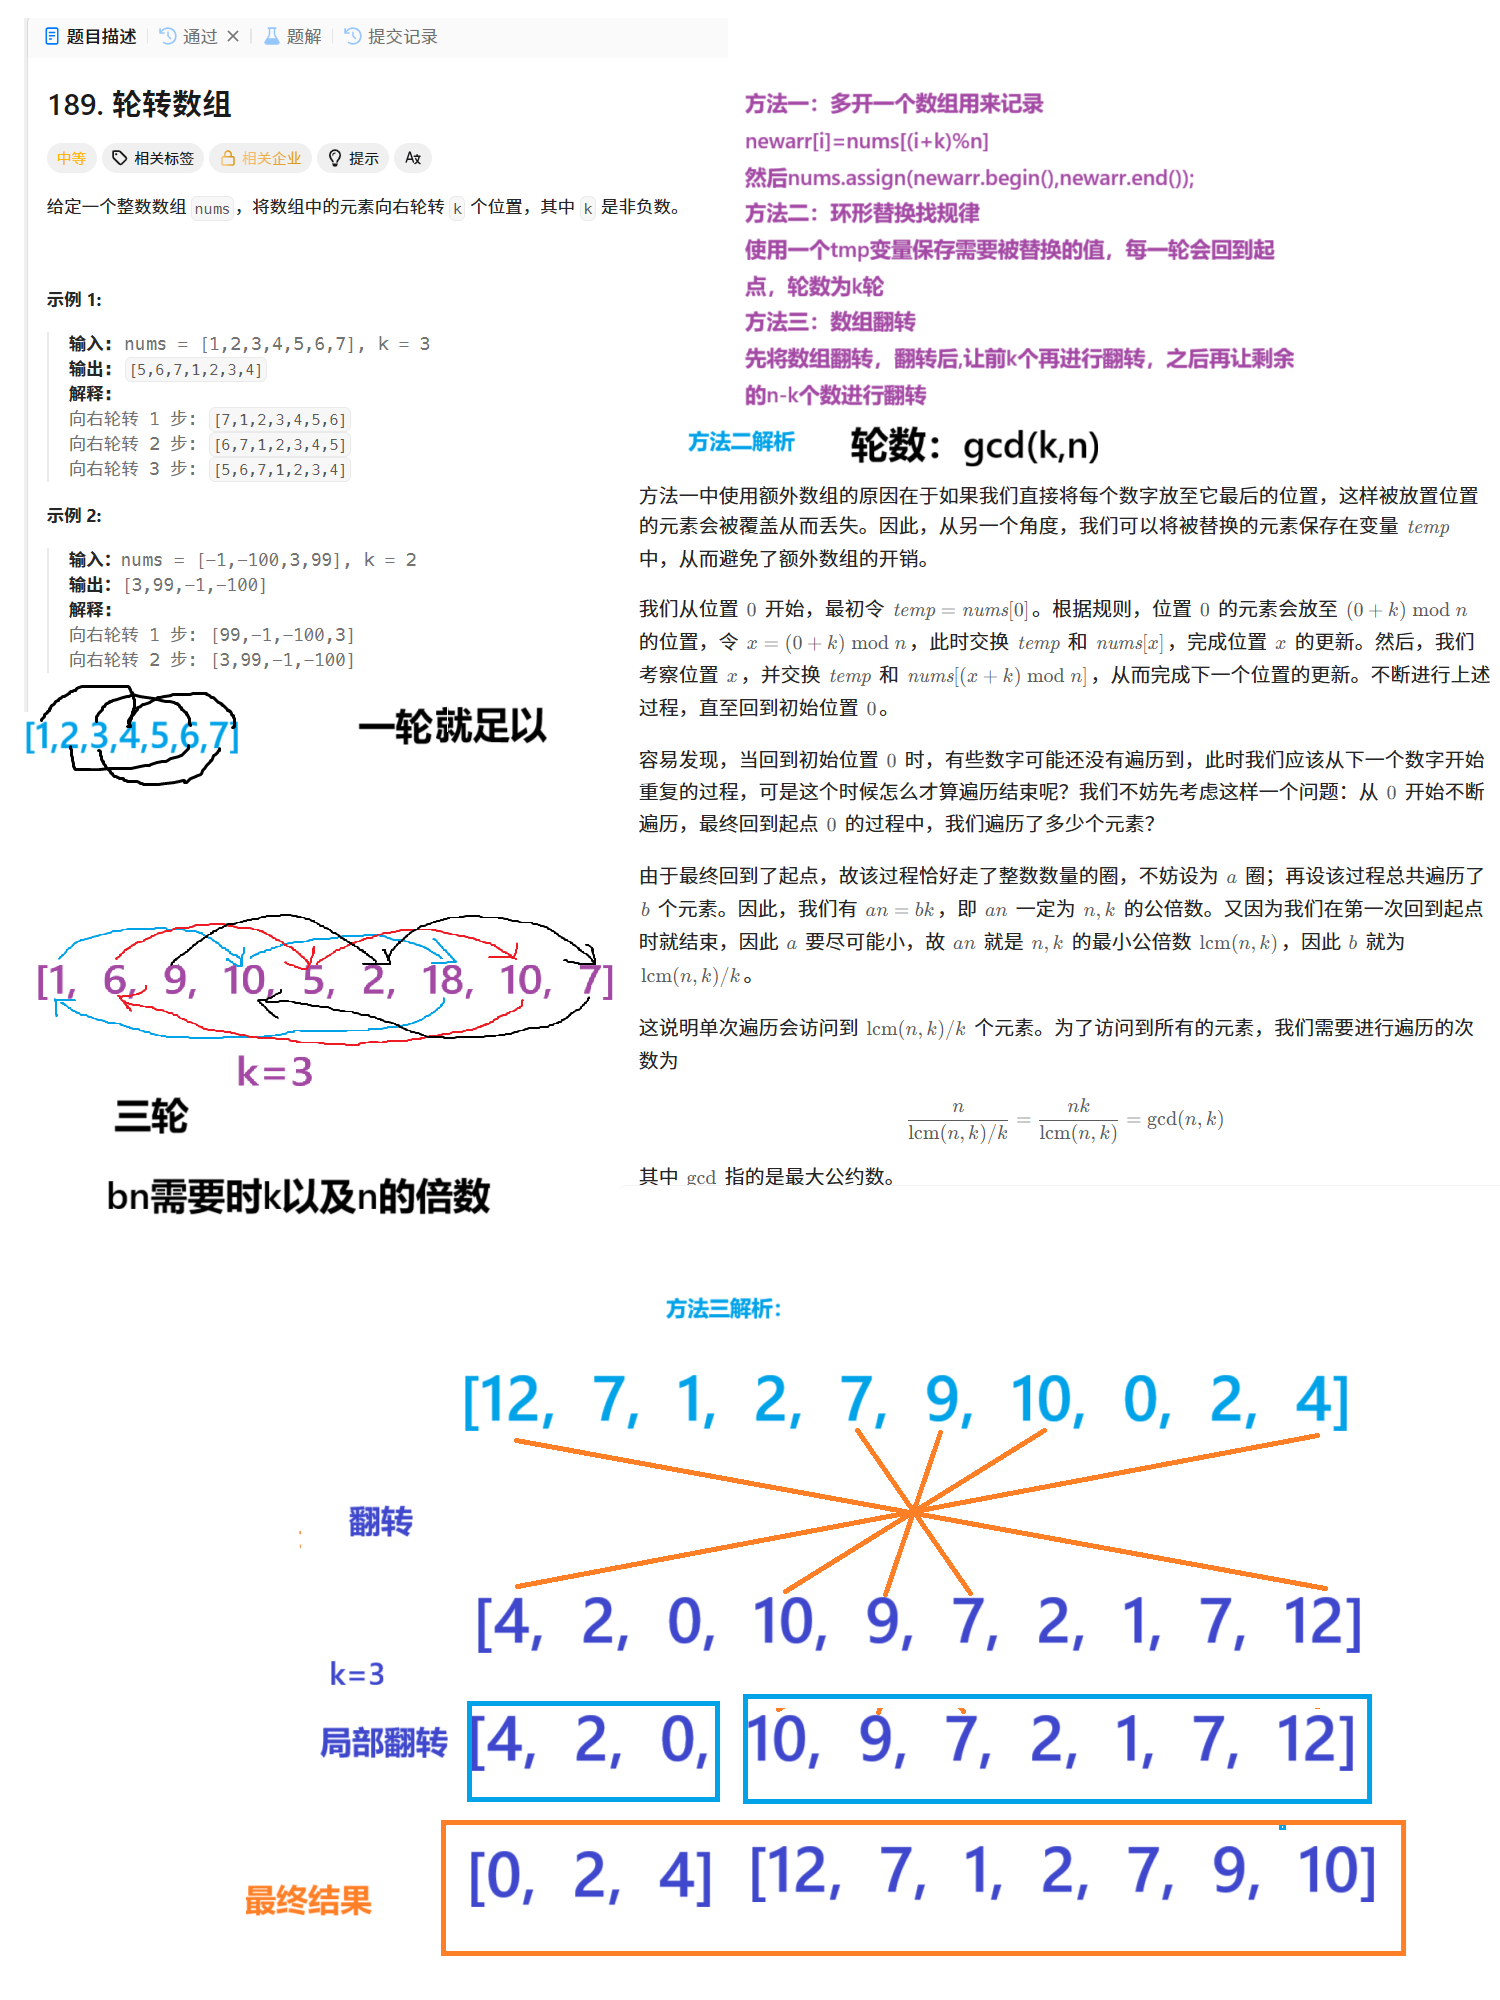 题目描述 通过 题解 提交记录
189. 轮转数组
中等 相关标签 相关企业 提示
给定一个整数数组 nums，将数组中的元素向右轮转 k 个位置，其中 k 是非负数。
示例 1:
输入: nums = [1,2,3,4,5,6,7], k = 3
输出: [5,6,7,1,2,3,4]
解释:
向右轮转 1 步: [7,1,2,3,4,5,6]
向右轮转 2 步: [6,7,1,2,3,4,5]
向右轮转 3 步: [5,6,7,1,2,3,4]
示例 2:
输入：nums = [-1,-100,3,99], k = 2
输出：[3,99,-1,-100]
解释:
向右轮转 1 步: [99,-1,-100,3]
向右轮转 2 步: [3,99,-1,-100]
[1,2,3,4,5,6,7]
一轮就足以
[1, 6, 9, 10, 5, 2, 18, 10, 7]
k=3
三轮
bn需要时k以及n的倍数
方法一：多开一个数组用来记录
newarr[i]=nums[(i+k)%n]
然后nums.assign(newarr.begin(),newarr.end());
方法二：环形替换找规律
使用一个tmp变量保存需要被替换的值，每一轮会回到起
点，轮数为k轮
方法三：数组翻转
先将数组翻转，翻转后,让前k个再进行翻转，之后再让剩余
的n-k个数进行翻转
方法二解析
轮数：gcd(k,n)
方法一中使用额外数组的原因在于如果我们直接将每个数字放至它最后的位置，这样被放置位置
的元素会被覆盖从而丢失。因此，从另一个角度，我们可以将被替换的元素保存在变量 temp
中，从而避免了额外数组的开销。
我们从位置 0 开始，最初令 temp = nums[0]。根据规则，位置 0 的元素会放至 (0 + k) mod n
的位置，令 x = (0 + k) mod n，此时交换 temp 和 nums[x]，完成位置 x 的更新。然后，我们
考察位置 x，并交换 temp 和 nums[(x + k) mod n]，从而完成下一个位置的更新。不断进行上述
过程，直至回到初始位置 0。
容易发现，当回到初始位置 0 时，有些数字可能还没有遍历到，此时我们应该从下一个数字开始
重复的过程，可是这个时候怎么才算遍历结束呢？我们不妨先考虑这样一个问题：从 0 开始不断
遍历，最终回到起点 0 的过程中，我们遍历了多少个元素？
由于最终回到了起点，故该过程恰好走了整数数量的圈，不妨设为 a 圈；再设该过程总共遍历了
b 个元素。因此，我们有 an = bk，即 an 一定为 n, k 的公倍数。又因为我们在第一次回到起点
时就结束，因此 a 要尽可能小，故 an 就是 n, k 的最小公倍数 lcm(n, k)，因此 b 就为
lcm(n, k)/k。
这说明单次遍历会访问到 lcm(n, k)/k 个元素。为了访问到所有的元素，我们需要进行遍历的次
数为
n / (lcm(n, k)/k) = nk / lcm(n, k) = gcd(n, k)
其中 gcd 指的是最大公约数。
方法三解析：
[12, 7, 1, 2, 7, 9, 10, 0, 2, 4]
翻转
[4, 2, 0, 10, 9, 7, 2, 1, 7, 12]
k=3
局部翻转 [4, 2, 0, 10, 9, 7, 2, 1, 7, 12]
最终结果 [0, 2, 4] [12, 7, 1, 2, 7, 9, 10]